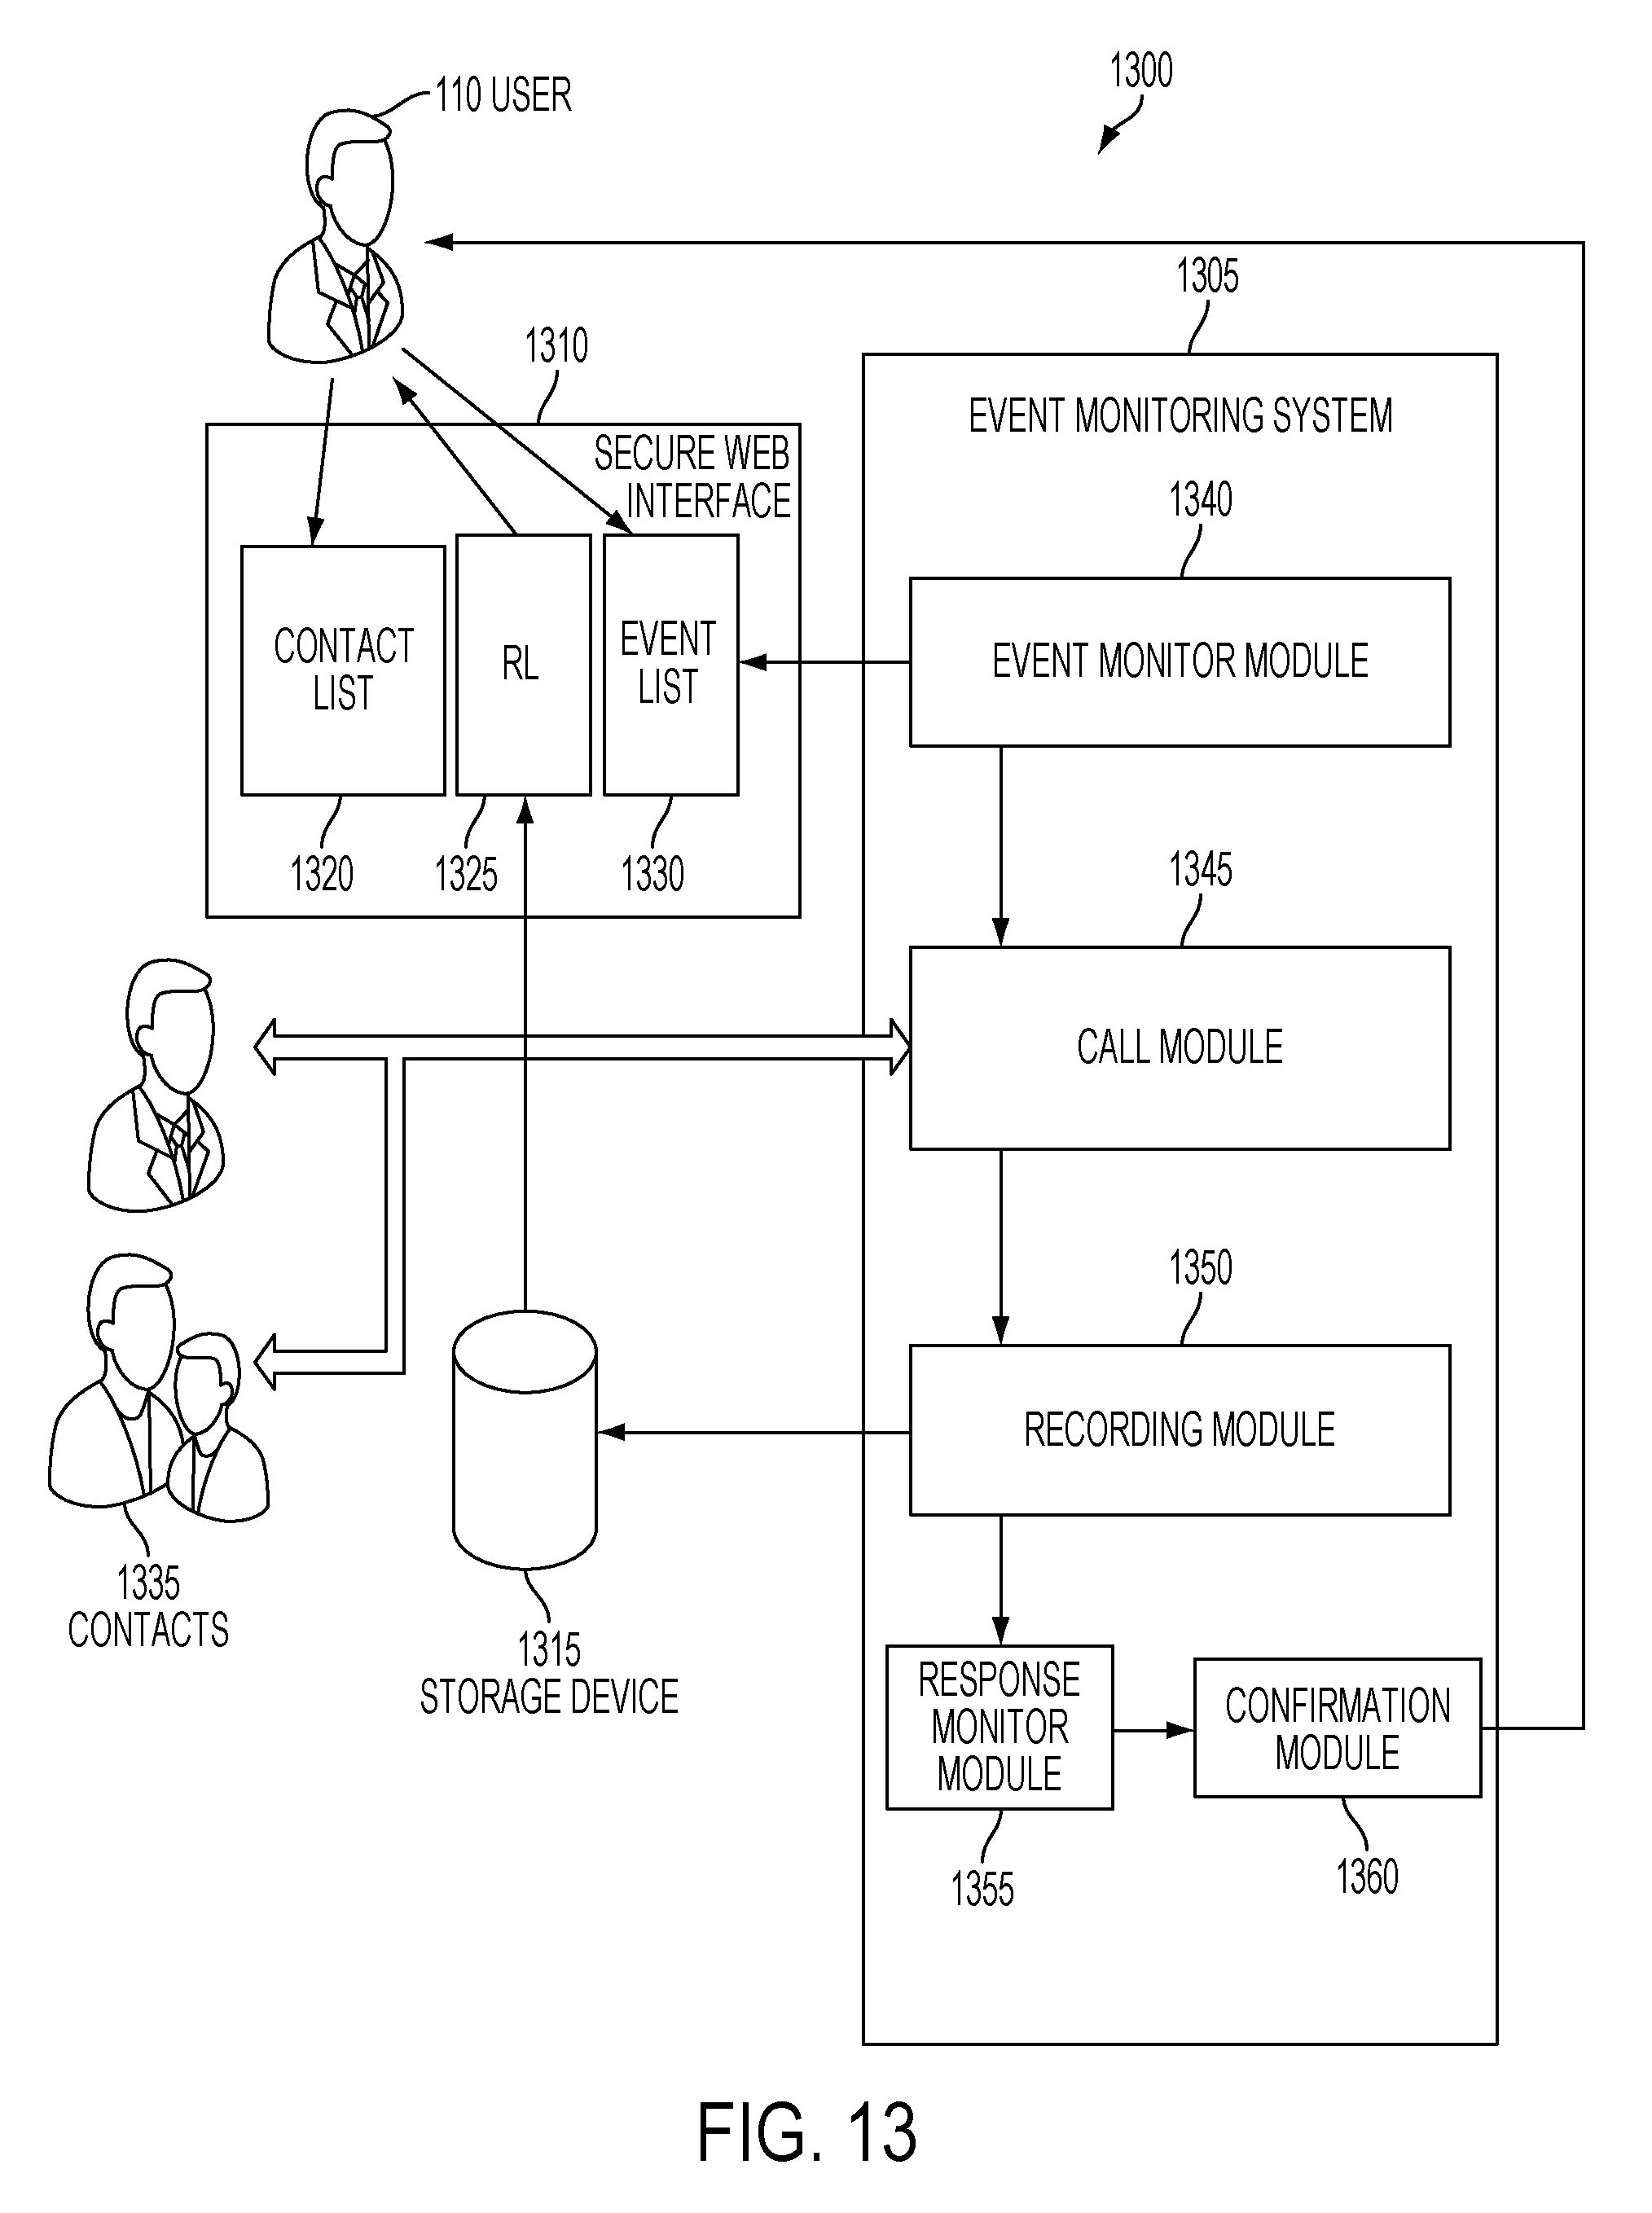 1300
110 USER
1305
1310
EVENT MONITORING SYSTEM
SECURE WEB
INTERFACE
1340
CONTACT
LIST
RL
EVENT
LIST
EVENT MONITOR MODULE
1320
1325
1330
1345
CALL MODULE
1350
RECORDING MODULE
1335
CONTACTS
1315
STORAGE DEVICE
RESPONSE
MONITOR
MODULE
CONFIRMATION
MODULE
1355
1360
FIG. 13